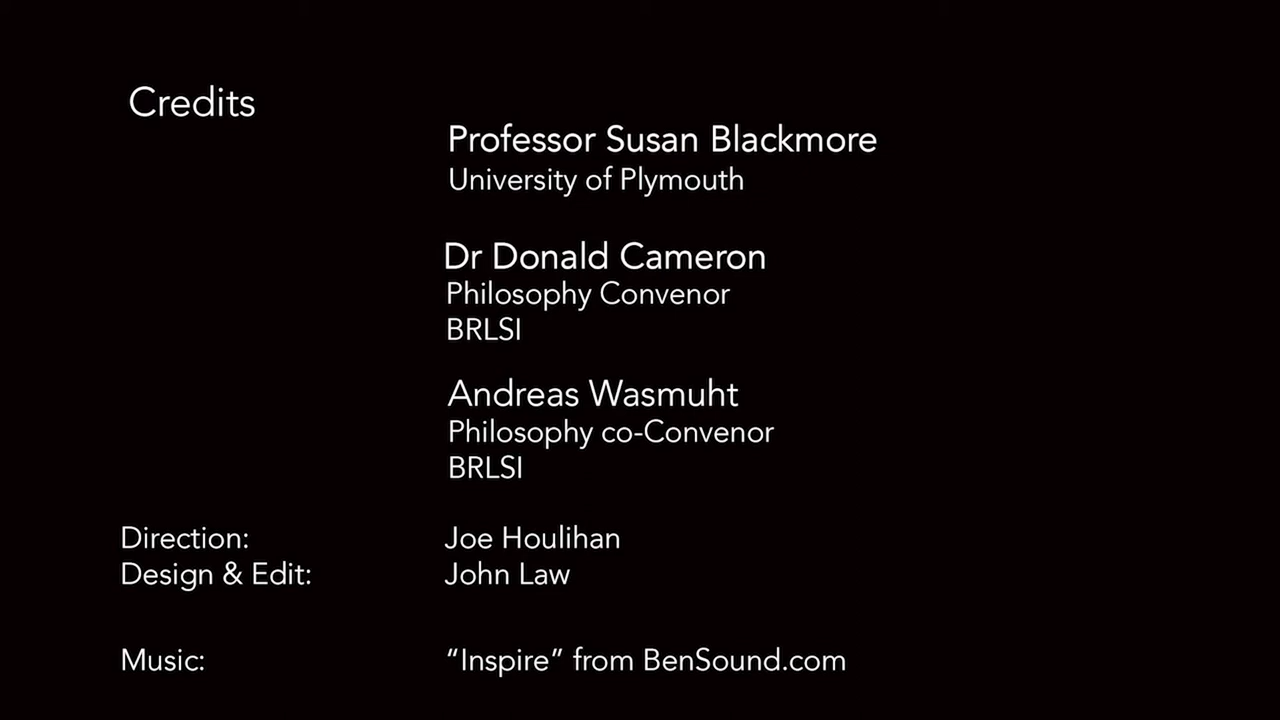 Credits
Professor Susan Blackmore
University of Plymouth
Dr Donald Cameron
Philosophy Convenor
BRLSI
Andreas Wasmuht
Philosophy co-Convenor
BRLSI
Direction: Joe Houlihan
Design & Edit: John Law
Music: “Inspire” from BenSound.com